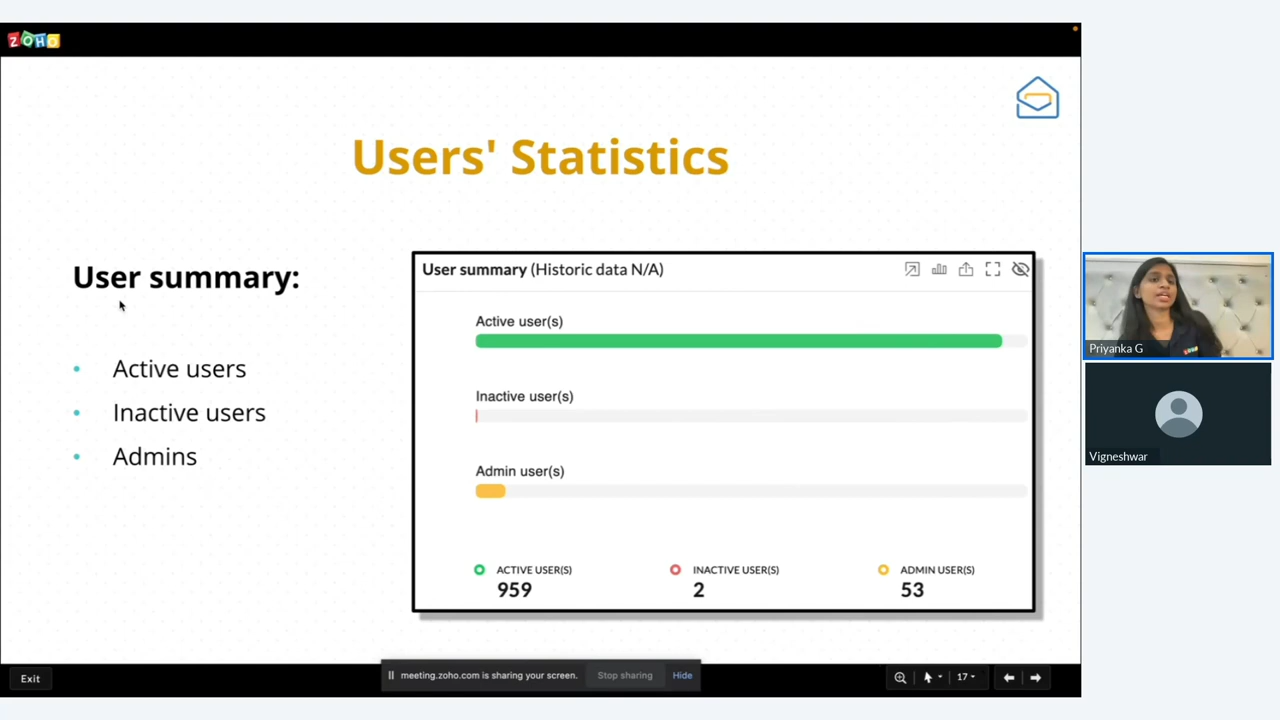 ZOHO
Users' Statistics
User summary:
• Active users
• Inactive users
• Admins
User summary (Historic data N/A)
Active user(s)
Inactive user(s)
Admin user(s)
ACTIVE USER(S)
959
INACTIVE USER(S)
2
ADMIN USER(S)
53
Priyanka G
Vigneshwar
meeting.zoho.com is sharing your screen. Stop sharing Hide
Exit
17